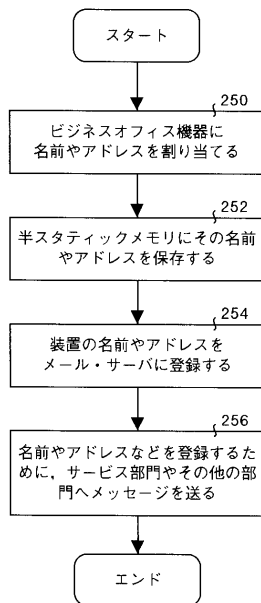 スタート
250
ビジネスオフィス機器に
名前やアドレスを割り当てる
252
半スタティックメモリにその名前
やアドレスを保存する
254
装置の名前やアドレスを
メール・サーバに登録する
256
名前やアドレスなどを登録するた
めに，サービス部門やその他の部
門へメッセージを送る
エンド